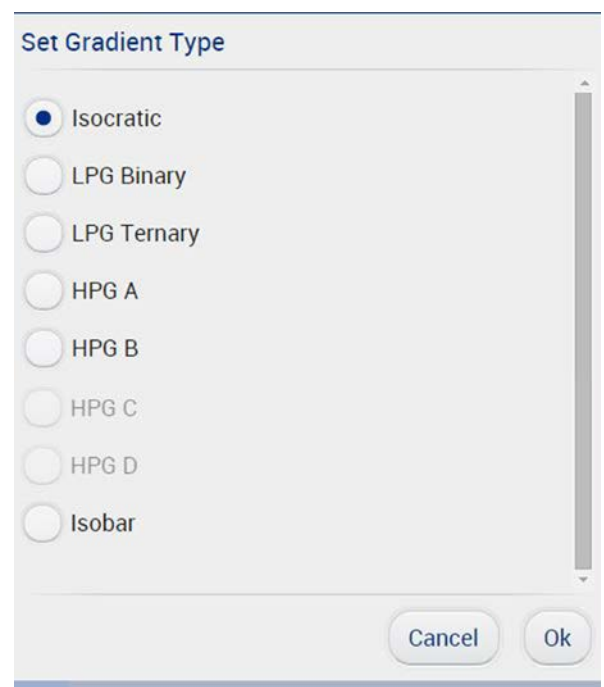 Set Gradient Type
Isocratic
LPG Binary
LPG Ternary
HPG A
HPG B
HPG C
HPG D
Isobar
Cancel Ok